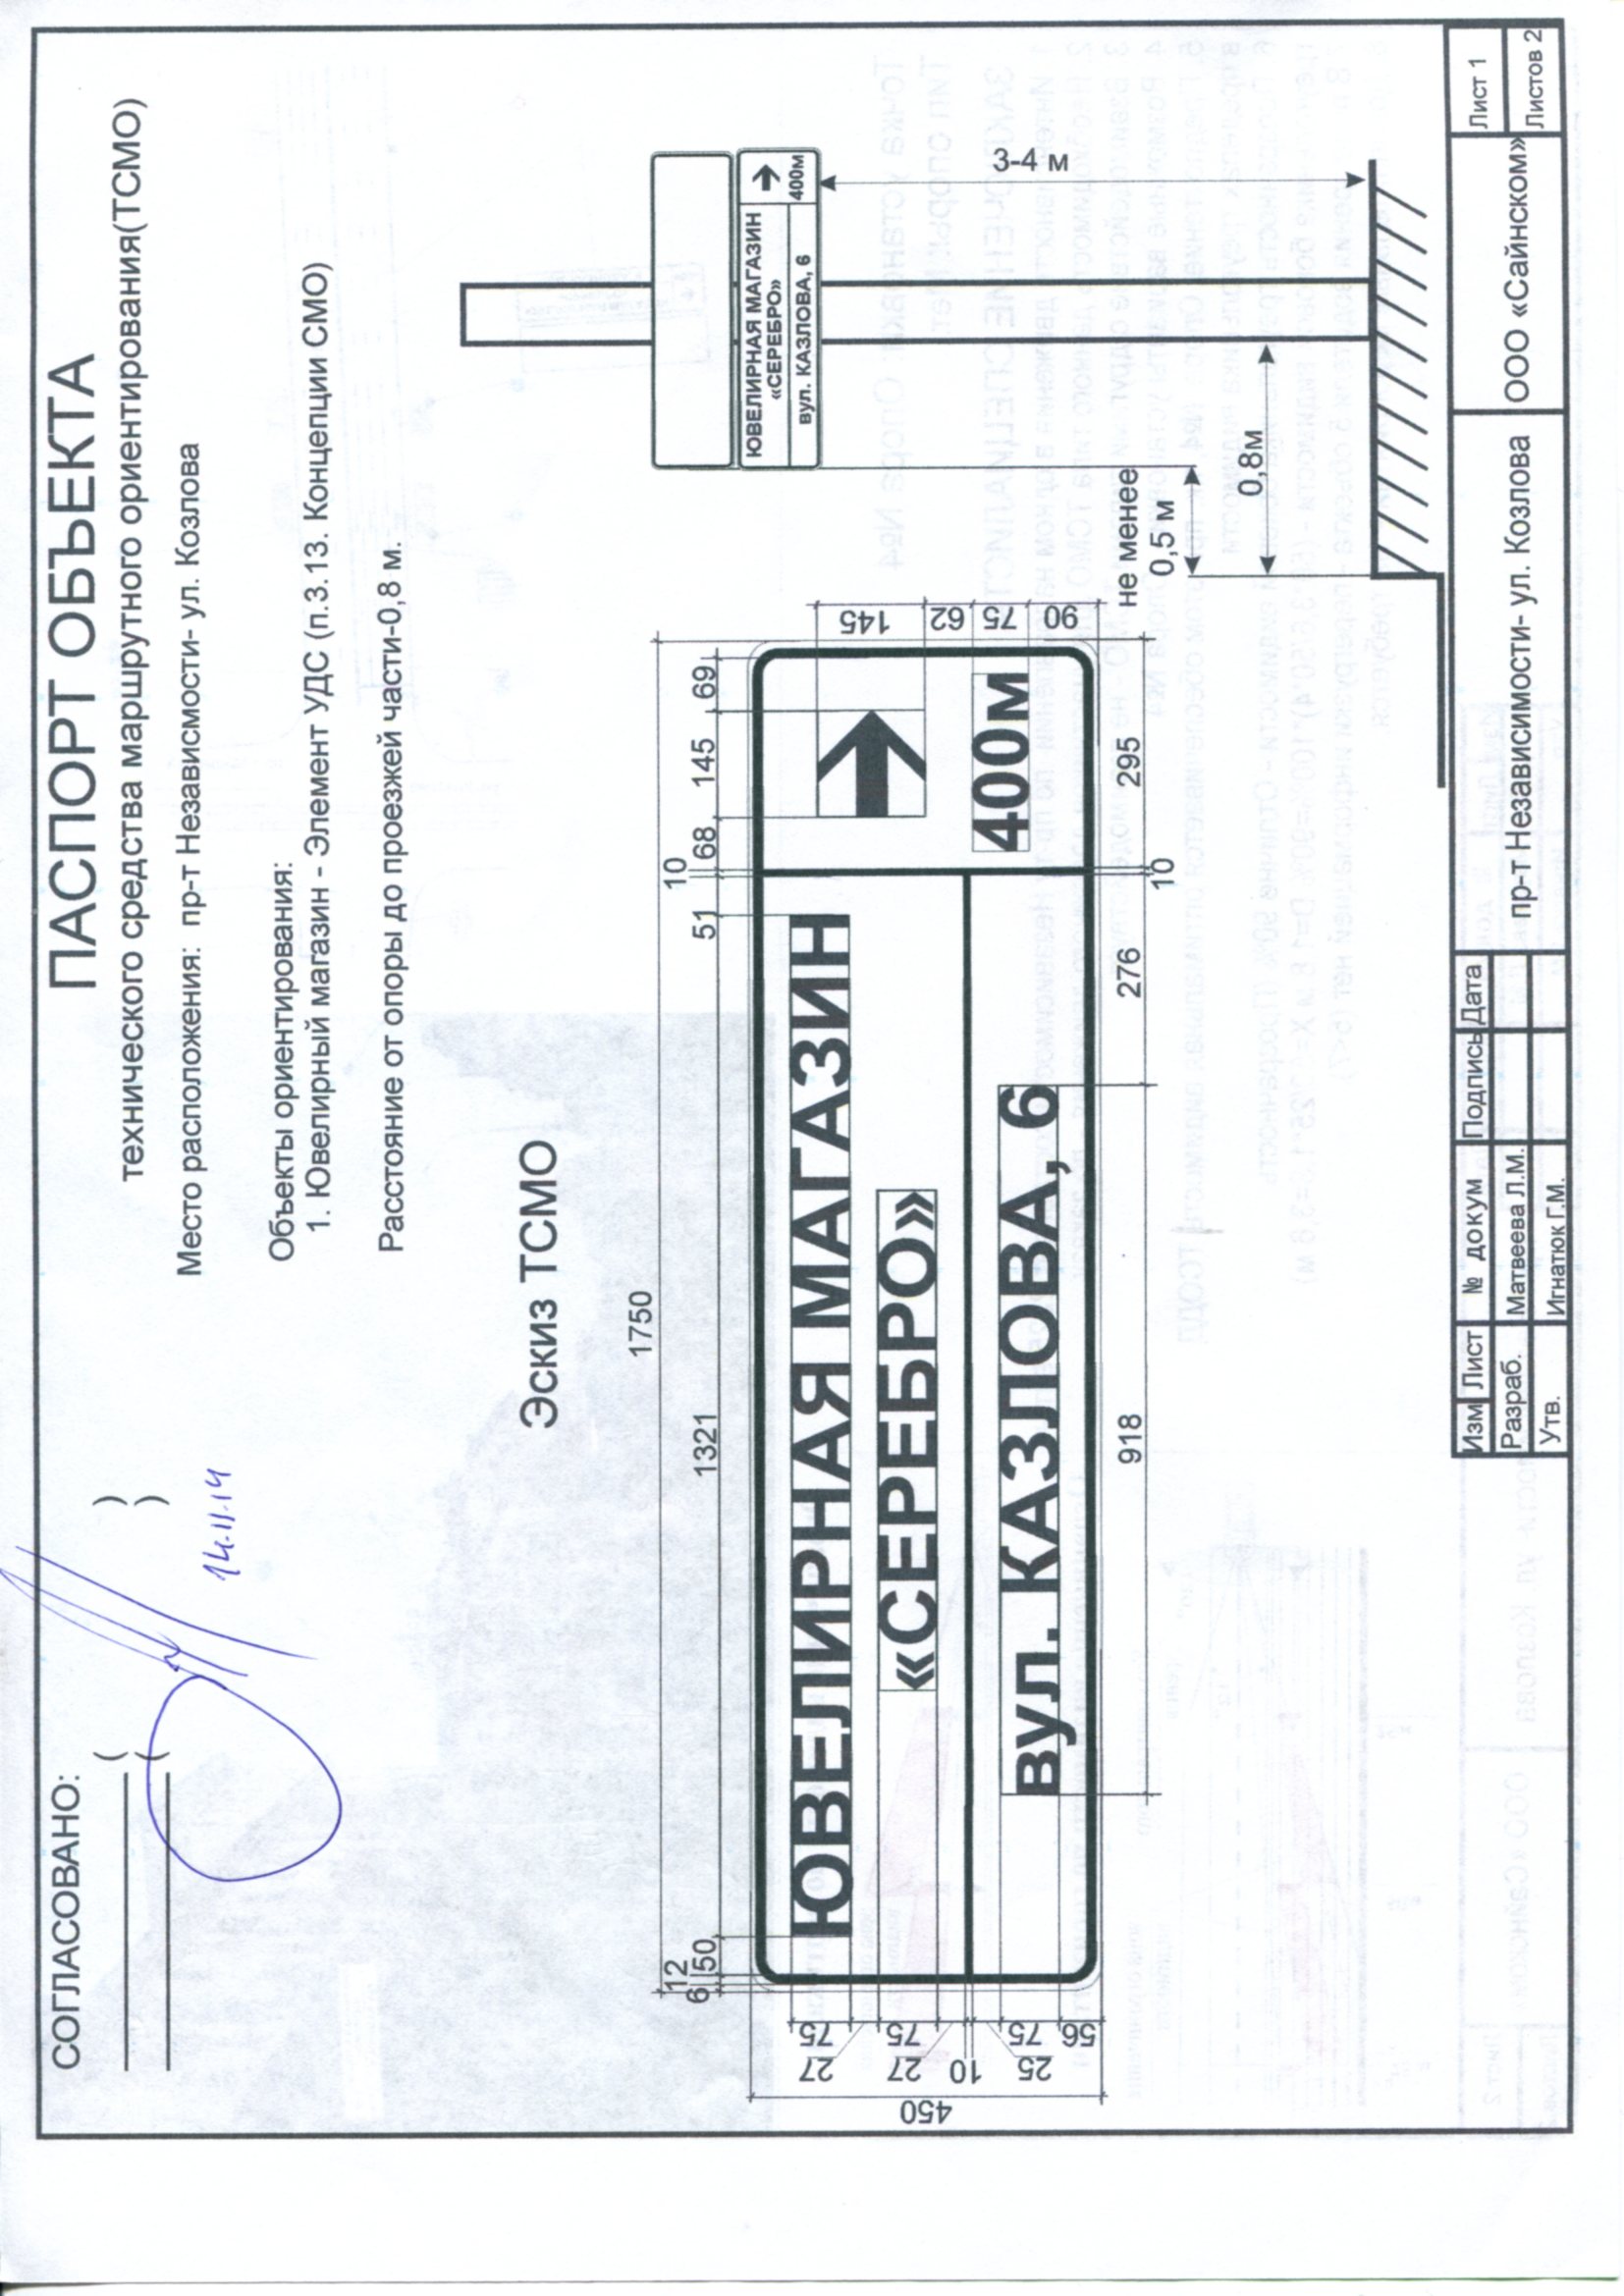 СОГЛАСОВАНО:
( )
( )
14.11.14
ПАСПОРТ ОБЪЕКТА
технического средства маршрутного ориентирования(ТСМО)
Место расположения: пр-т Независмости- ул. Козлова
Объекты ориентирования:
1. Ювелирный магазин - Элемент УДС (п.3.13. Концепции СМО)
Расстояние от опоры до проезжей части-0,8 м.
Эскиз ТСМО
1750
6 12 50 1321 51 10 68 145 69
ЮВЕЛИРНАЯ МАГАЗИН
«СЕРЕБРО»
вул. КАЗЛОВА, 6
400м
450
75
27
75
27
10
25
75
56
145
62
75
90
918 276 10 295
ЮВЕЛИРНАЯ МАГАЗИН
«СЕРЕБРО»
вул. КАЗЛОВА, 6
400м
3-4 м
не менее
0,5 м
0,8м
Изм Лист № докум Подпись Дата
Разраб. Матвеева Л.М.
Утв. Игнатюк Г.М.
пр-т Независимости- ул. Козлова
ООО «Сайнском»
Лист 1
Листов 2